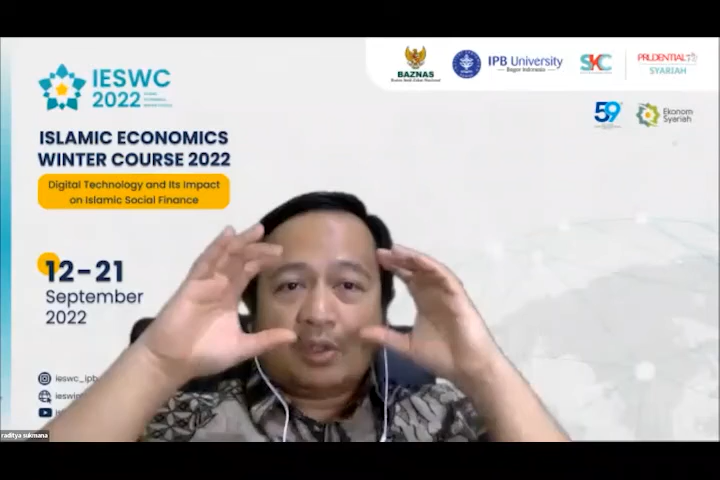 IESWC
2022
BAZNAS
IPB University
Bogor Indonesia
SKC
PRUDENTIAL
SYARIAH
59
Ekonom
Syariah
ISLAMIC ECONOMICS
WINTER COURSE 2022
Digital Technology and Its Impact
on Islamic Social Finance
12-21
September
2022
ieswc_ipb
raditya sukmana